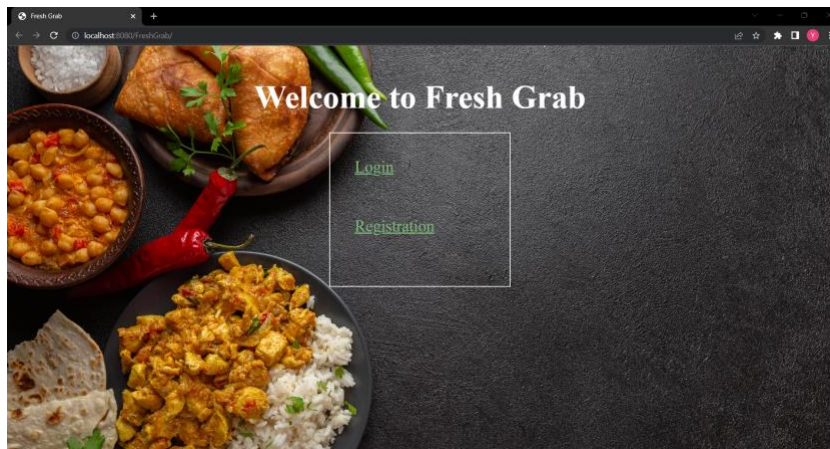 Fresh Grab
localhost:8080/FreshGrab/
Welcome to Fresh Grab
Login
Registration